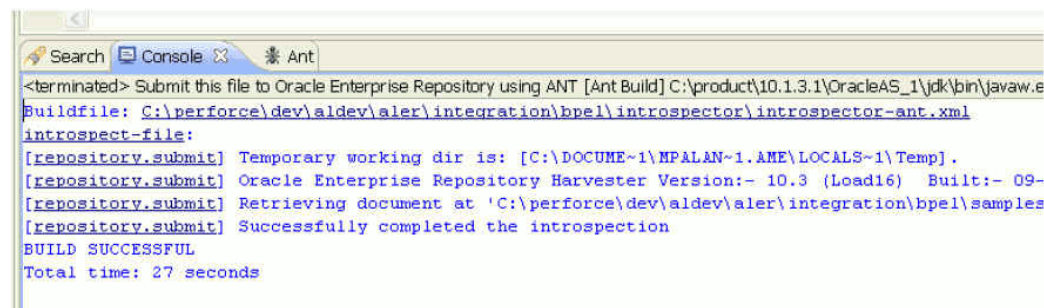 Search Console Ant
<terminated> Submit this file to Oracle Enterprise Repository using ANT [Ant Build] C:\product\10.1.3.1\OracleAS_1\jdk\bin\javaw.e
Buildfile: C:\perforce\dev\aldev\aler\integration\bpel\introspector\introspector-ant.xml
introspect-file:
[repository.submit] Temporary working dir is: [C:\DOCUME~1\MPALAN~1.AME\LOCALS~1\Temp].
[repository.submit] Oracle Enterprise Repository Harvester Version:- 10.3 (Load16) Built:- 09-
[repository.submit] Retrieving document at 'C:\perforce\dev\aldev\aler\integration\bpel\samples
[repository.submit] Successfully completed the introspection
BUILD SUCCESSFUL
Total time: 27 seconds